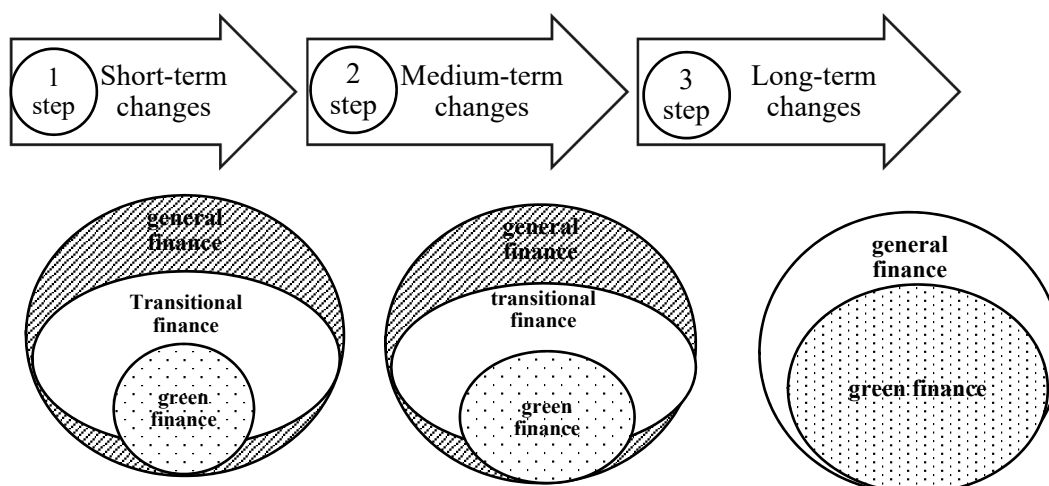 1
step
Short-term
changes
2
step
Medium-term
changes
3
step
Long-term
changes
general
finance
Transitional
finance
green
finance
general
finance
transitional
finance
green
finance
general
finance
green finance